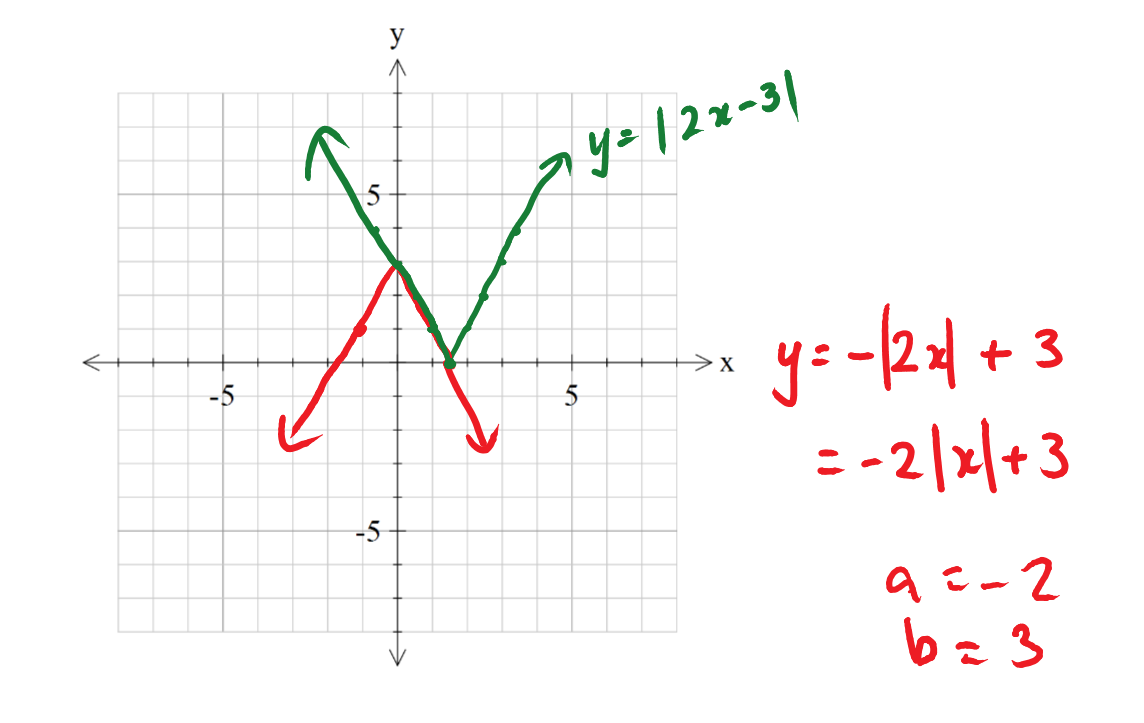 y
y = |2x-3|
5
x
-5
5
-5
y = -|2x| + 3
= -2|x|+3
a = -2
b = 3